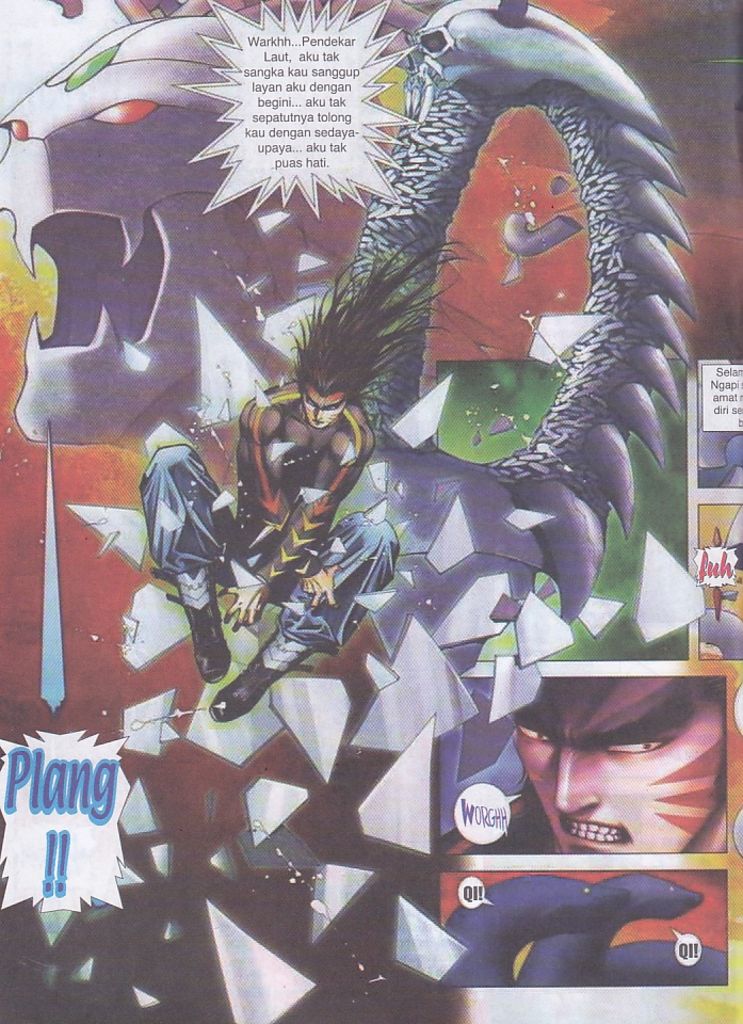 Warkhh...Pendekar
Laut, aku tak
sangka kau sanggup
layan aku dengan
begini... aku tak
sepatutnya tolong
kau dengan sedaya-
upaya... aku tak
puas hati.
Selam
Ngapi
amat
diri se
b
fuh
Plang
!!
WORGHH
QI!
QI!